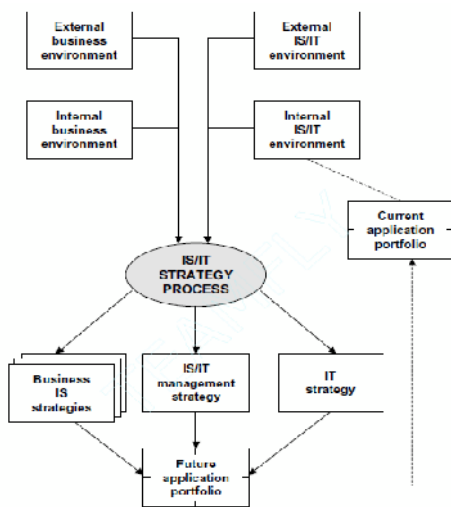 External
business
environment
External
IS/IT
environment
Internal
business
environment
Internal
IS/IT
environment
Current
application
portfolio
IS/IT
STRATEGY
PROCESS
Business
IS
strategies
IS/IT
management
strategy
IT
strategy
Future
application
portfolio
TEAMFLY